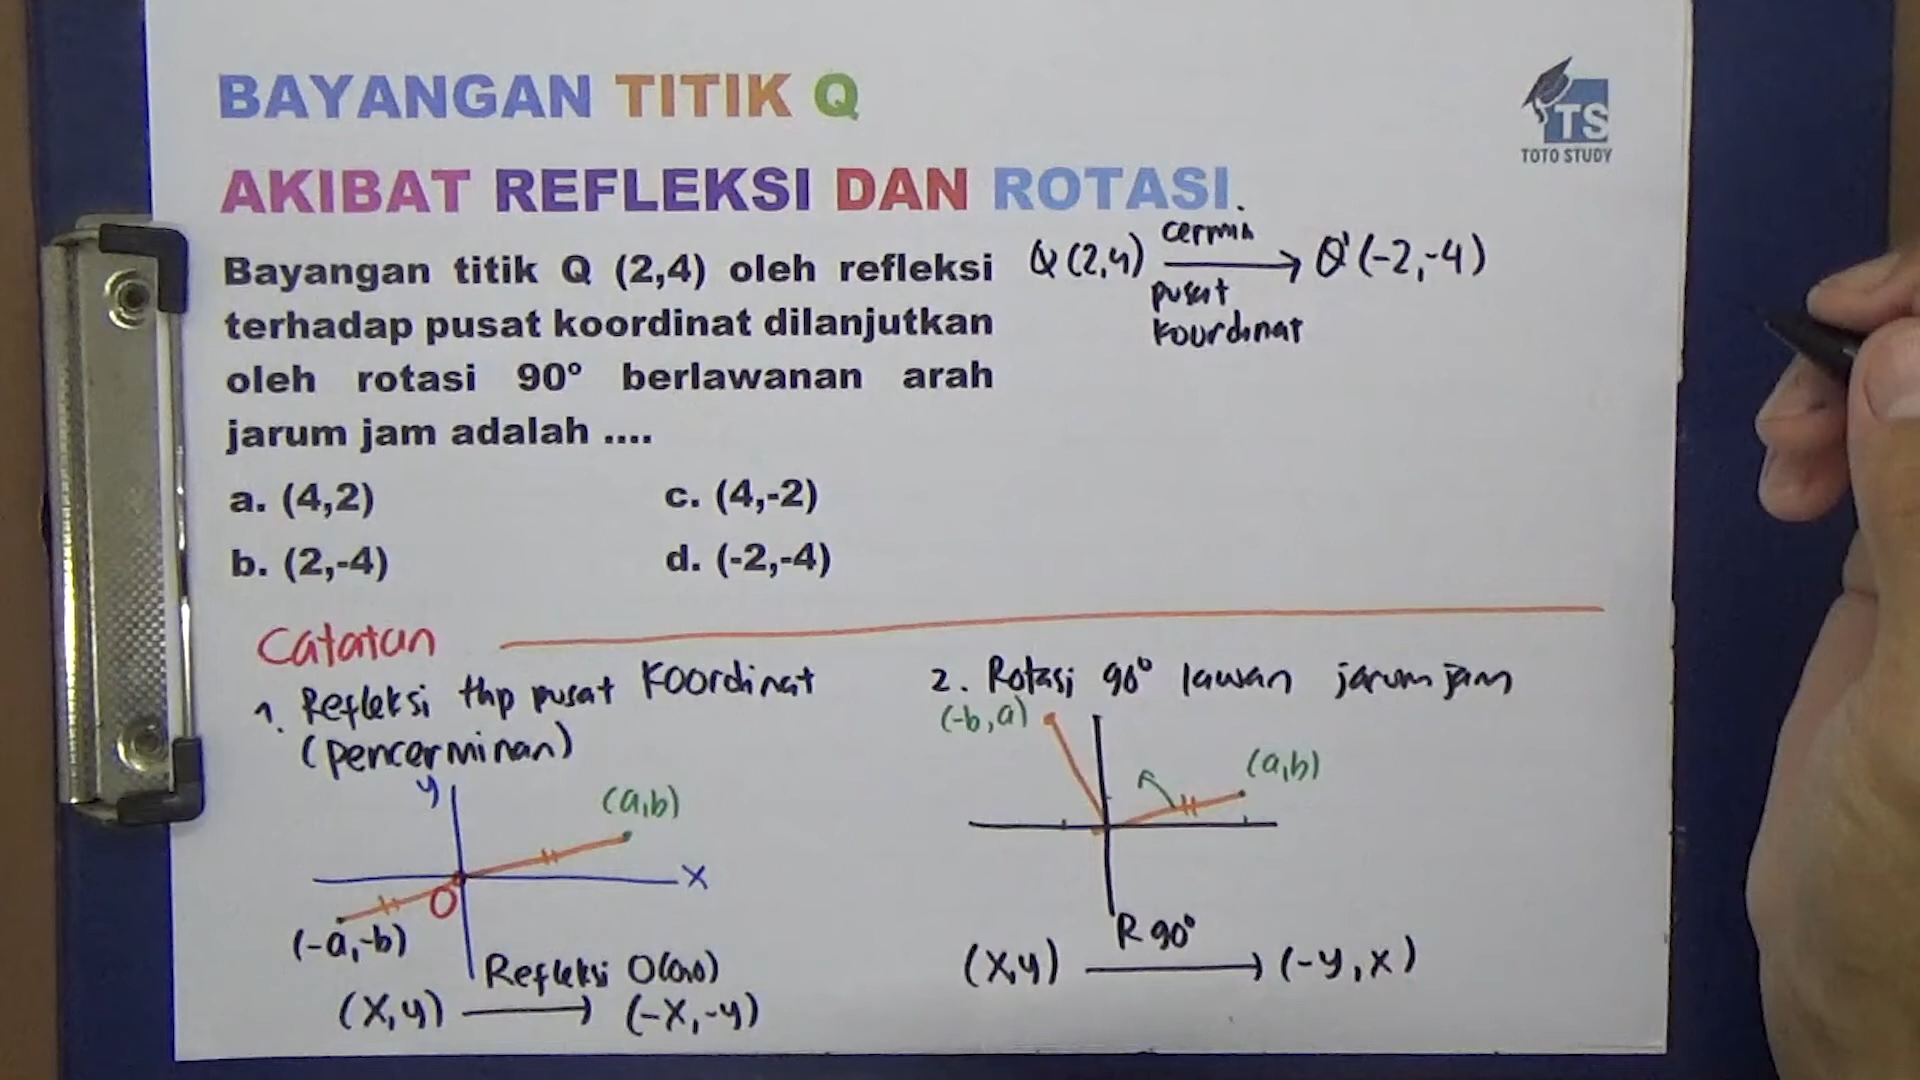 BAYANGAN TITIK Q
AKIBAT REFLEKSI DAN ROTASI.
TS
TOTO STUDY
Bayangan titik Q (2,4) oleh refleksi
terhadap pusat koordinat dilanjutkan
oleh rotasi 90° berlawanan arah
jarum jam adalah ....
a. (4,2)
c. (4,-2)
b. (2,-4)
d. (-2,-4)
cermin
Q (2,4) → Q'(-2,-4)
pusat
koordinat
Catatan
1. Refleksi thp pusat Koordinat
(pencerminan)
y
(a,b)
x
O
(-a,-b)
Refleksi O(0,0)
(x,y) → (-x,-y)
2. Rotasi 90° lawan jarum jam
(-b,a)
(a,b)
R 90°
(x,y) → (-y,x)